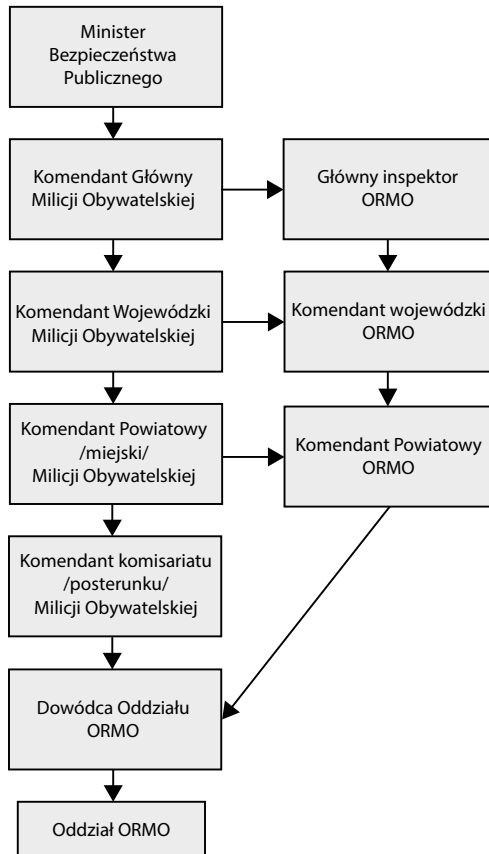 Minister
Bezpieczeństwa
Publicznego
Komendant Główny
Milicji Obywatelskiej
Główny inspektor
ORMO
Komendant Wojewódzki
Milicji Obywatelskiej
Komendant wojewódzki
ORMO
Komendant Powiatowy
/miejski/
Milicji Obywatelskiej
Komendant Powiatowy
ORMO
Komendant komisariatu
/posterunku/
Milicji Obywatelskiej
Dowódca Oddziału
ORMO
Oddział ORMO